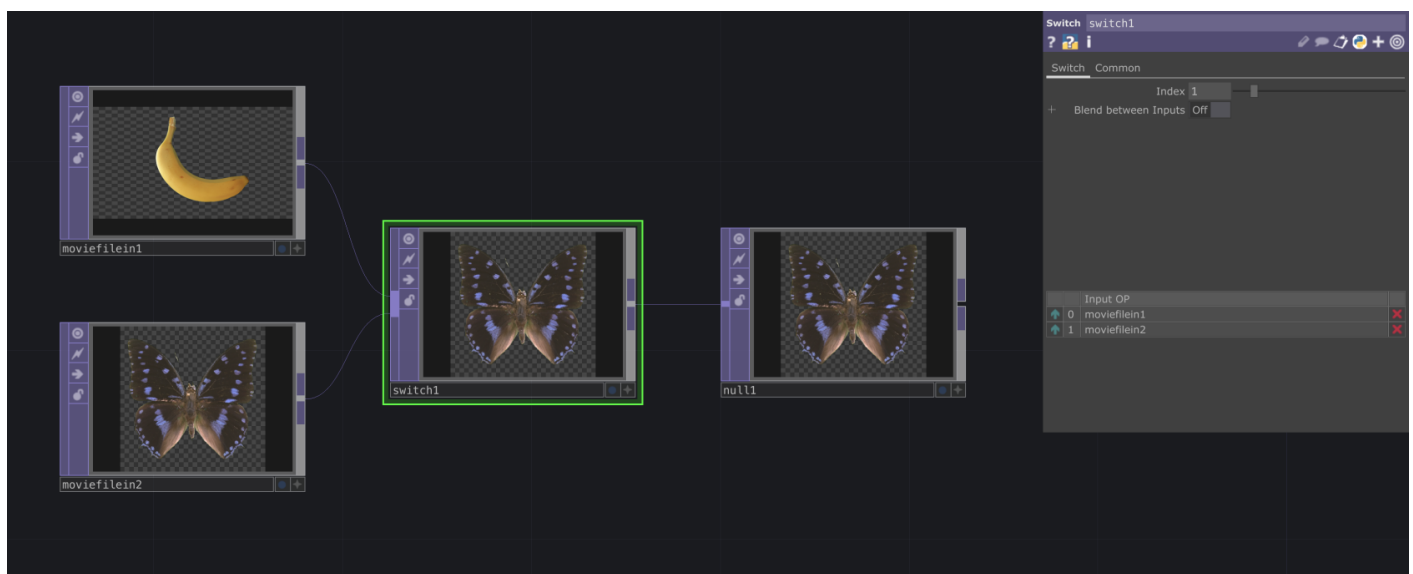 Switch switch1
? ? i
Switch Common
Index 1
Blend between Inputs Off
moviefilein1
switch1
null1
moviefilein2
Input OP
0 moviefilein1
1 moviefilein2